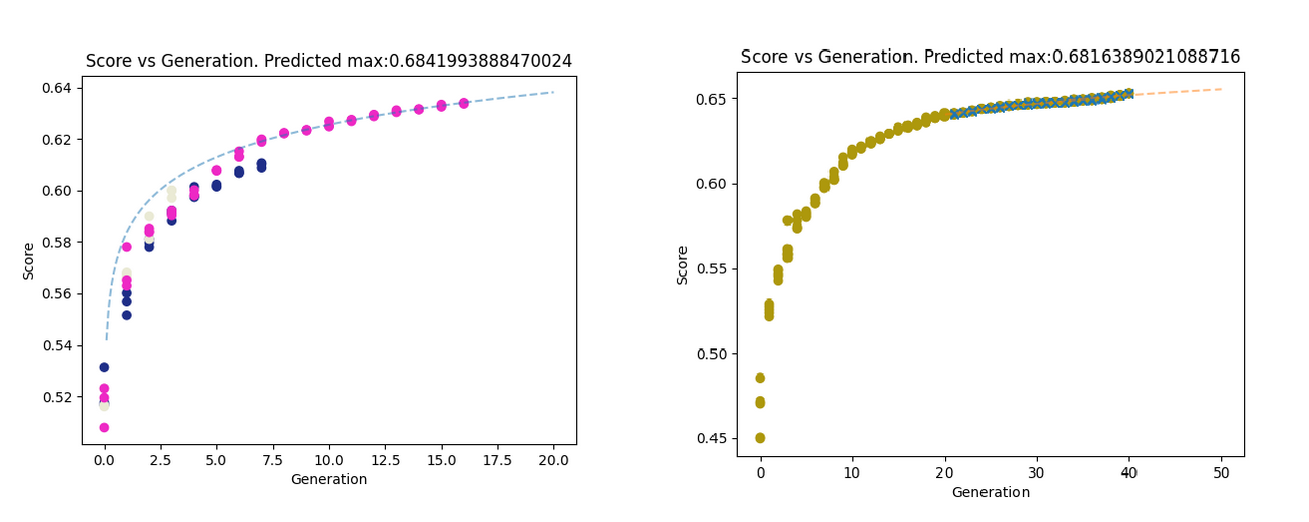 Score vs Generation. Predicted max:0.6841993888470024
0.64
0.62
0.60
0.58
0.56
0.54
0.52
Score
0.0 2.5 5.0 7.5 10.0 12.5 15.0 17.5 20.0
Generation
Score vs Generation. Predicted max:0.6816389021088716
0.65
0.60
0.55
0.50
0.45
Score
0 10 20 30 40 50
Generation